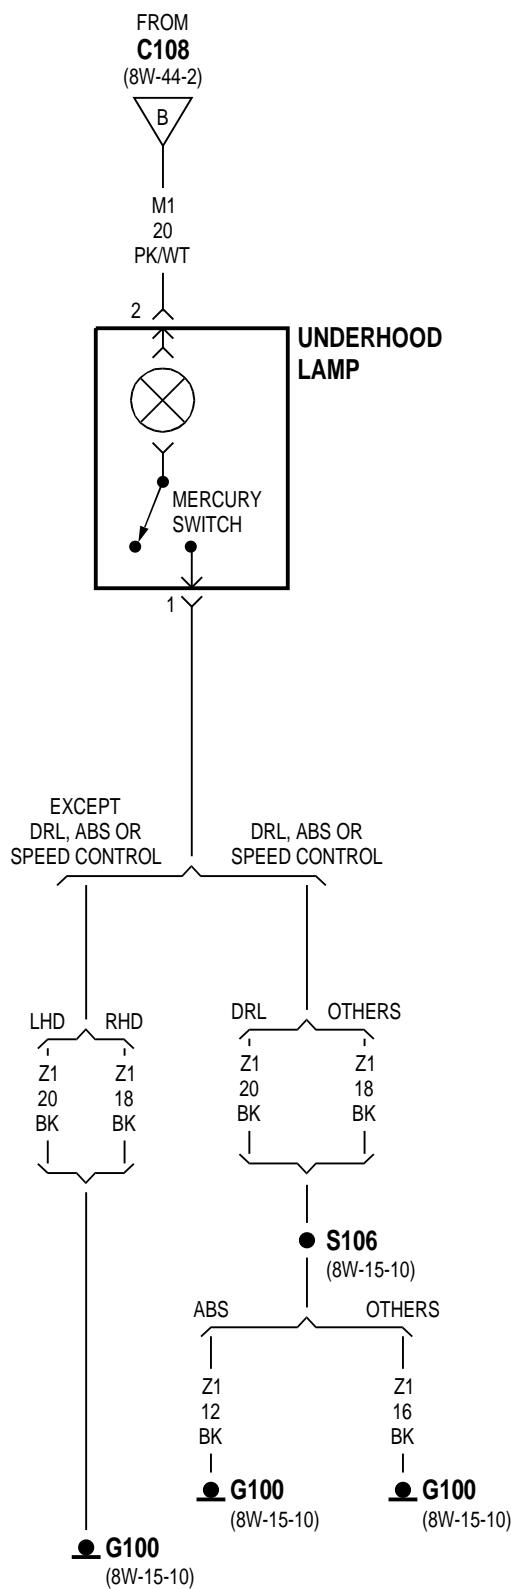 FROM
C108
(8W-44-2)
B
M1
20
PK/WT
2
UNDERHOOD
LAMP
MERCURY
SWITCH
1
EXCEPT
DRL, ABS OR
SPEED CONTROL
DRL, ABS OR
SPEED CONTROL
LHD
RHD
Z1
20
BK
Z1
18
BK
DRL
OTHERS
Z1
20
BK
Z1
18
BK
S106
(8W-15-10)
ABS
OTHERS
Z1
12
BK
Z1
16
BK
G100
(8W-15-10)
G100
(8W-15-10)
G100
(8W-15-10)